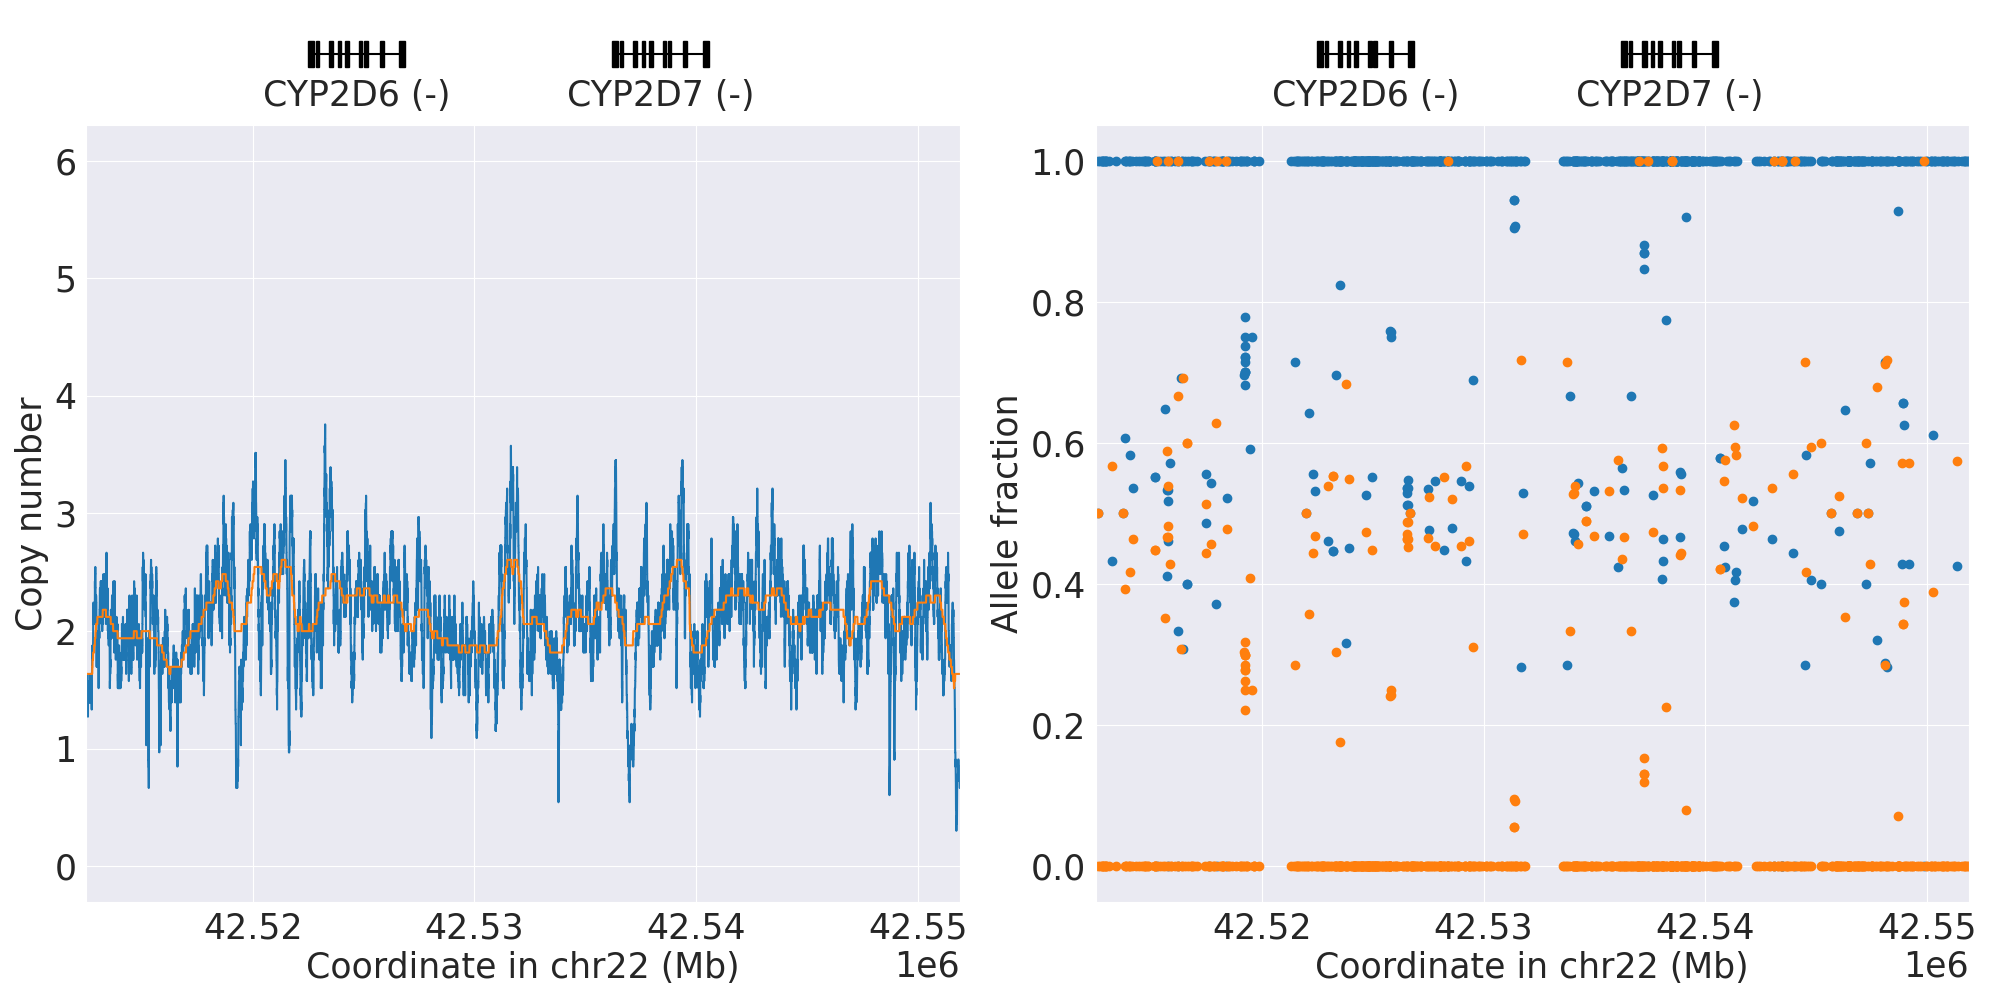 CYP2D6 (-)
CYP2D7 (-)
6
5
4
3
2
1
0
Copy number
42.52
42.53
42.54
42.55
Coordinate in chr22 (Mb)
1e6
CYP2D6 (-)
CYP2D7 (-)
1.0
0.8
0.6
0.4
0.2
0.0
Allele fraction
42.52
42.53
42.54
42.55
Coordinate in chr22 (Mb)
1e6